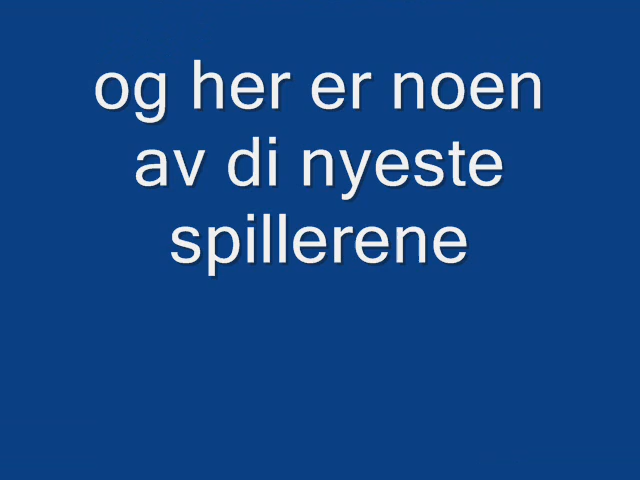 og her er noen
av di nyeste
spillerene